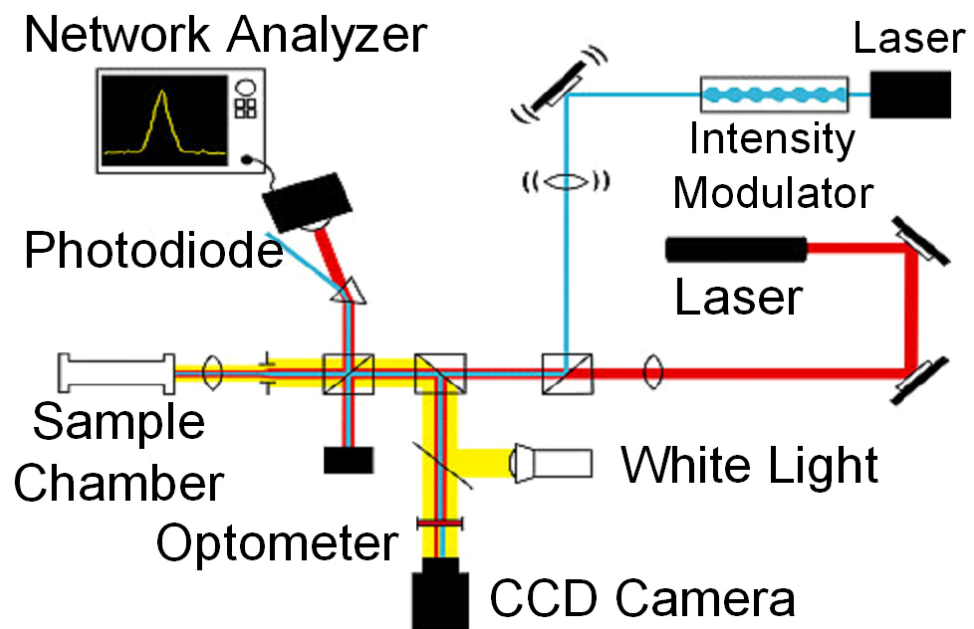 Network Analyzer
Laser
Intensity
Modulator
Photodiode
Laser
Sample
Chamber
White Light
Optometer
CCD Camera